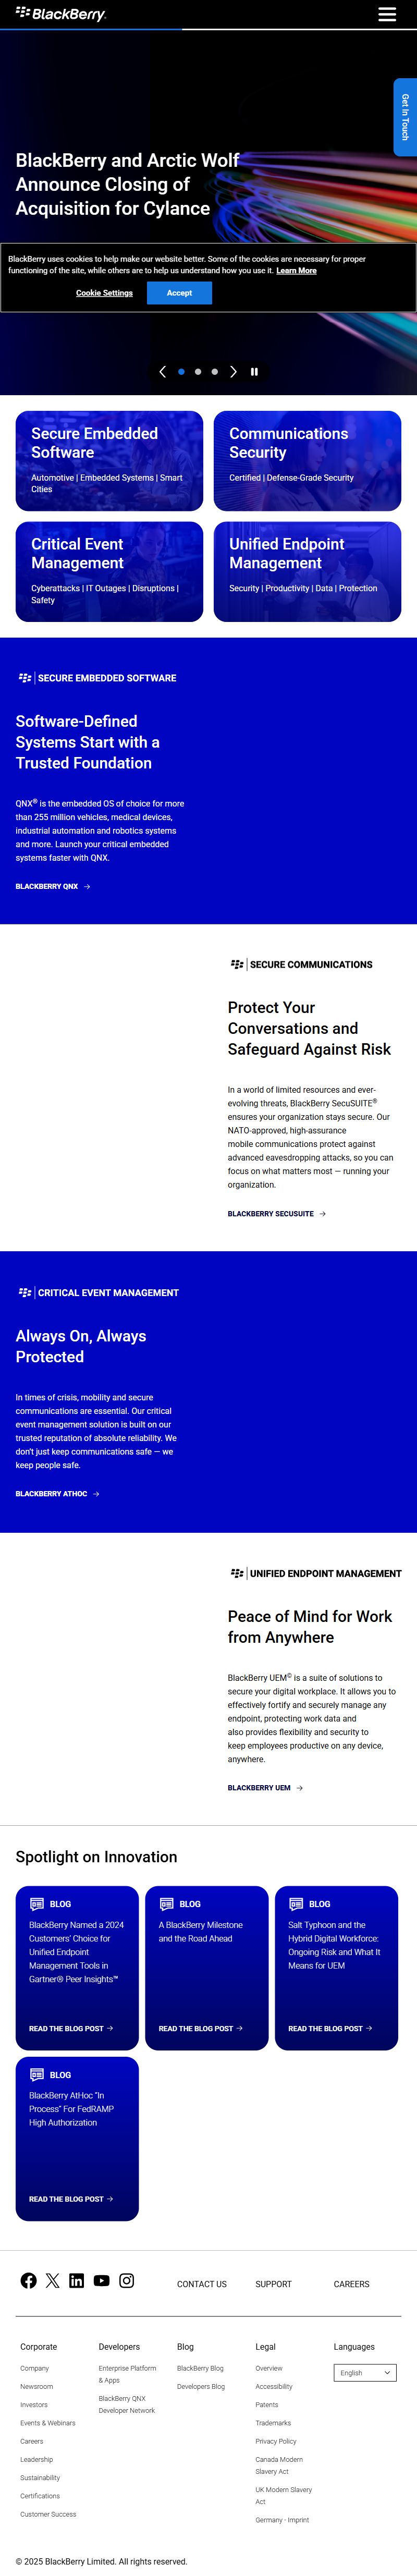 BlackBerry.
Get in Touch
BlackBerry and Arctic Wolf
Announce Closing of
Acquisition for Cylance
BlackBerry uses cookies to help make our website better. Some of the cookies are necessary for proper
functioning of the site, while others are to help us understand how you use it. Learn More
Cookie Settings
Accept
Secure Embedded
Software
Automotive | Embedded Systems | Smart
Cities
Communications
Security
Certified | Defense-Grade Security
Critical Event
Management
Cyberattacks | IT Outages | Disruptions |
Safety
Unified Endpoint
Management
Security | Productivity | Data | Protection
SECURE EMBEDDED SOFTWARE
Software-Defined
Systems Start with a
Trusted Foundation
QNX® is the embedded OS of choice for more
than 255 million vehicles, medical devices,
industrial automation and robotics systems
and more. Launch your critical embedded
systems faster with QNX.
BLACKBERRY QNX →
SECURE COMMUNICATIONS
Protect Your
Conversations and
Safeguard Against Risk
In a world of limited resources and ever-
evolving threats, BlackBerry SecuSUITE®
ensures your organization stays secure. Our
NATO-approved, high-assurance
mobile communications protect against
advanced eavesdropping attacks, so you can
focus on what matters most — running your
organization.
BLACKBERRY SECUSUITE →
CRITICAL EVENT MANAGEMENT
Always On, Always
Protected
In times of crisis, mobility and secure
communications are essential. Our critical
event management solution is built on our
trusted reputation of absolute reliability. We
don't just keep communications safe — we
keep people safe.
BLACKBERRY ATHOC →
UNIFIED ENDPOINT MANAGEMENT
Peace of Mind for Work
from Anywhere
BlackBerry UEM© is a suite of solutions to
secure your digital workplace. It allows you to
effectively fortify and securely manage any
endpoint, protecting work data and
also provides flexibility and security to
keep employees productive on any device,
anywhere.
BLACKBERRY UEM →
Spotlight on Innovation
BLOG
BlackBerry Named a 2024
Customers' Choice for
Unified Endpoint
Management Tools in
Gartner® Peer Insights™
READ THE BLOG POST →
BLOG
A BlackBerry Milestone
and the Road Ahead
READ THE BLOG POST →
BLOG
Salt Typhoon and the
Hybrid Digital Workforce:
Ongoing Risk and What It
Means for UEM
READ THE BLOG POST →
BLOG
BlackBerry AtHoc "In
Process" For FedRAMP
High Authorization
READ THE BLOG POST →
CONTACT US
SUPPORT
CAREERS
Corporate
Company
Newsroom
Investors
Events & Webinars
Careers
Leadership
Sustainability
Certifications
Customer Success
Developers
Enterprise Platform
& Apps
BlackBerry QNX
Developer Network
Blog
BlackBerry Blog
Developers Blog
Legal
Overview
Accessibility
Patents
Trademarks
Privacy Policy
Canada Modern
Slavery Act
UK Modern Slavery
Act
Germany - Imprint
Languages
English
© 2025 BlackBerry Limited. All rights reserved.